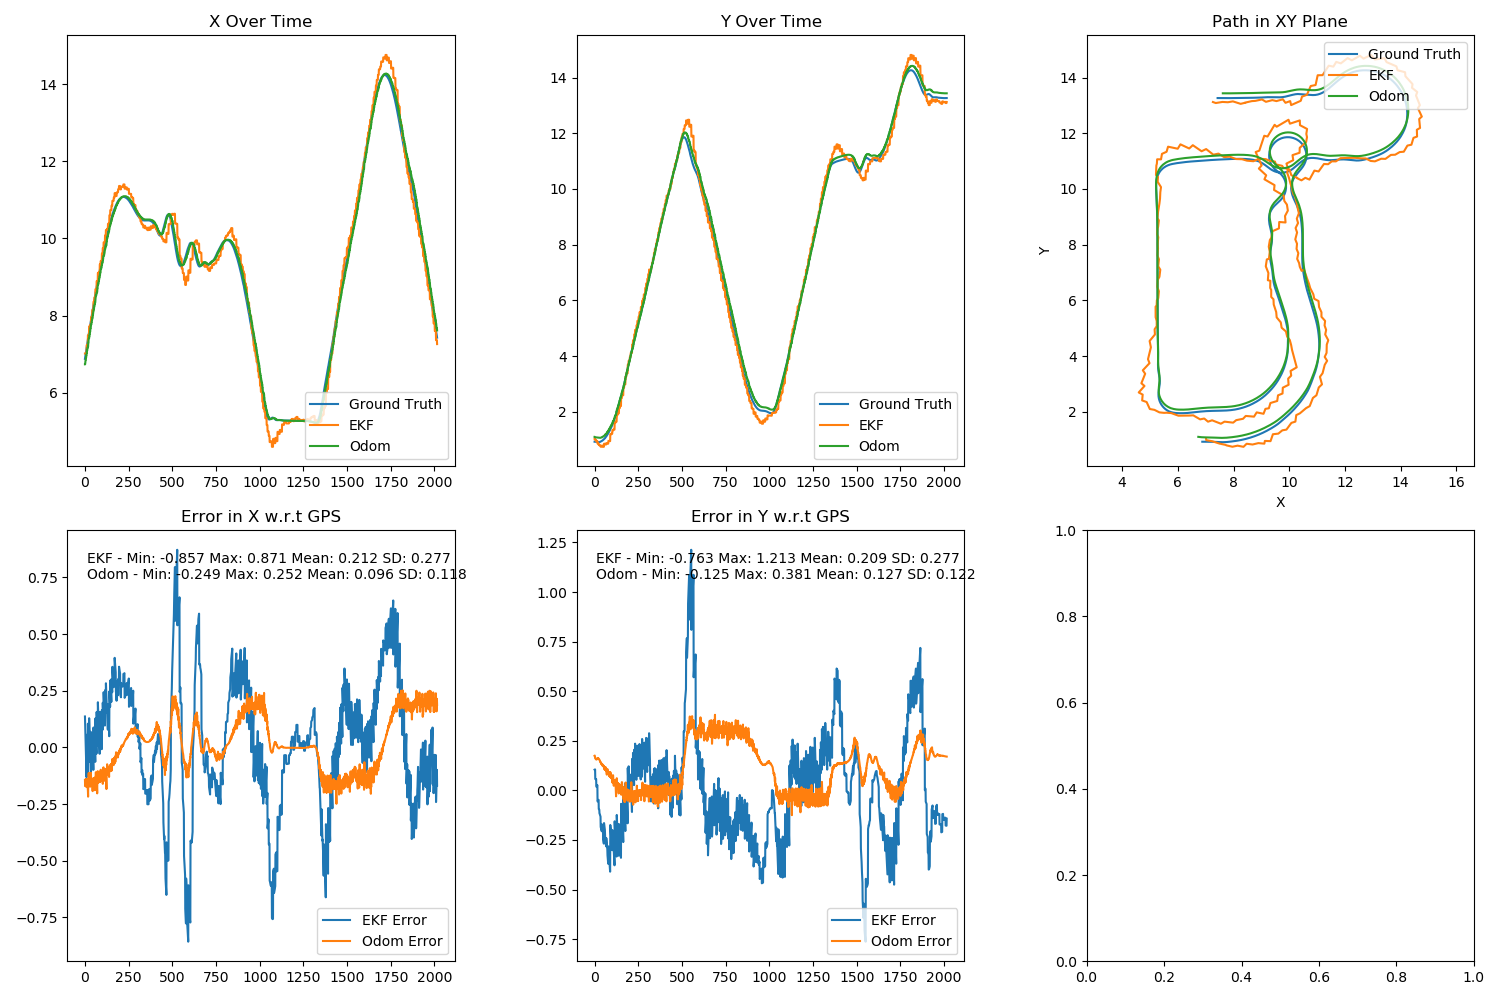 X Over Time
14
12
10
8
6
0 250 500 750 1000 1250 1500 1750 2000
Ground Truth
EKF
Odom
Y Over Time
14
12
10
8
6
4
2
0 250 500 750 1000 1250 1500 1750 2000
Ground Truth
EKF
Odom
Path in XY Plane
14
12
10
8
6
4
2
Y
4 6 8 10 12 14 16
X
Ground Truth
EKF
Odom
Error in X w.r.t GPS
EKF - Min: -0.857 Max: 0.871 Mean: 0.212 SD: 0.277
Odom - Min: -0.249 Max: 0.252 Mean: 0.096 SD: 0.118
0.75
0.50
0.25
0.00
−0.25
−0.50
−0.75
0 250 500 750 1000 1250 1500 1750 2000
EKF Error
Odom Error
Error in Y w.r.t GPS
EKF - Min: -0.763 Max: 1.213 Mean: 0.209 SD: 0.277
Odom - Min: -0.125 Max: 0.381 Mean: 0.127 SD: 0.122
1.25
1.00
0.75
0.50
0.25
0.00
−0.25
−0.50
−0.75
0 250 500 750 1000 1250 1500 1750 2000
EKF Error
Odom Error
1.0
0.8
0.6
0.4
0.2
0.0
0.0 0.2 0.4 0.6 0.8 1.0